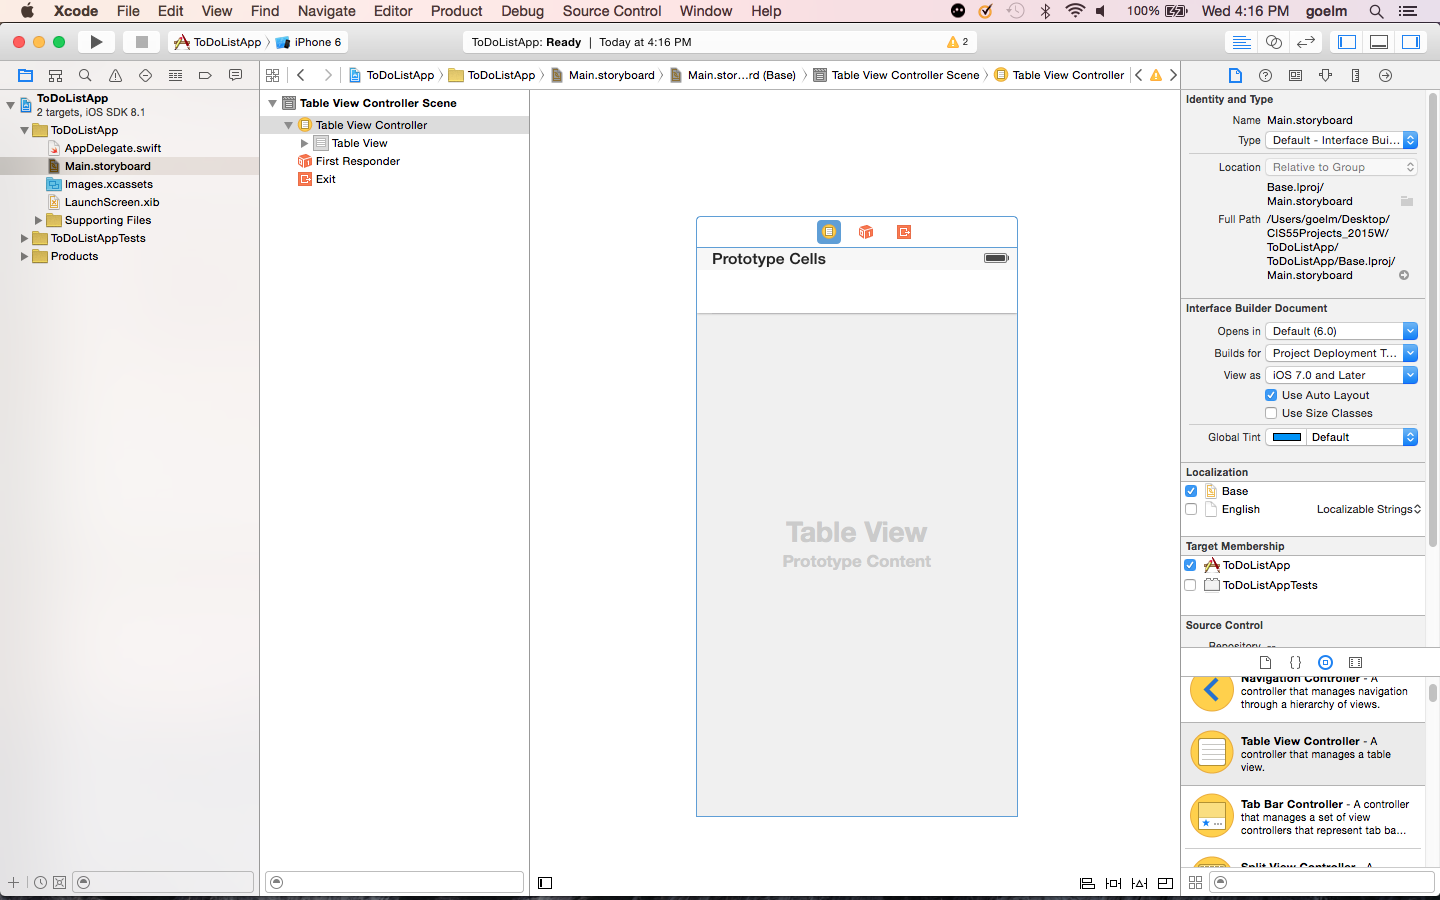 Xcode File Edit View Find Navigate Editor Product Debug Source Control Window Help 100% Wed 4:16 PM goelm
ToDoListApp iPhone 6 ToDoListApp: Ready | Today at 4:16 PM 2
ToDoListApp ToDoListApp Main.storyboard Main.stor...rd (Base) Table View Controller Scene Table View Controller
ToDoListApp
2 targets, iOS SDK 8.1
ToDoListApp
AppDelegate.swift
Main.storyboard
Images.xcassets
LaunchScreen.xib
Supporting Files
ToDoListAppTests
Products
Table View Controller Scene
Table View Controller
Table View
First Responder
Exit
Prototype Cells
Table View
Prototype Content
Identity and Type
Name Main.storyboard
Type Default - Interface Bui...
Location Relative to Group
Base.lproj/
Main.storyboard
Full Path /Users/goelm/Desktop/
CIS55Projects_2015W/
ToDoListApp/
ToDoListApp/Base.lproj/
Main.storyboard
Interface Builder Document
Opens in Default (6.0)
Builds for Project Deployment T...
View as iOS 7.0 and Later
Use Auto Layout
Use Size Classes
Global Tint Default
Localization
Base
English Localizable Strings
Target Membership
ToDoListApp
ToDoListAppTests
Source Control
Repository --
Navigation Controller - A
controller that manages navigation
through a hierarchy of views.
Table View Controller - A
controller that manages a table
view.
Tab Bar Controller - A controller
that manages a set of view
controllers that represent tab ba...
Split View Controller - A